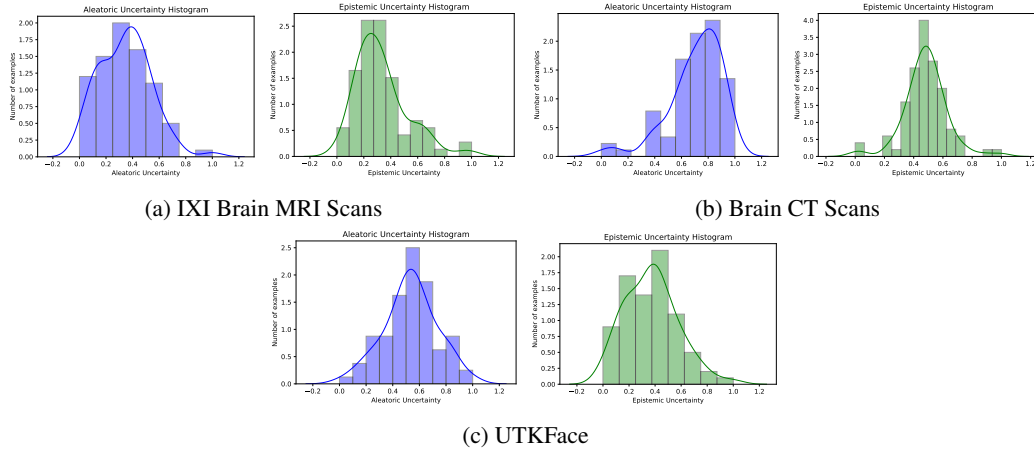 Aleatoric Uncertainty Histogram
Number of examples
2.00
1.75
1.50
1.25
1.00
0.75
0.50
0.25
0.00
−0.2 0.0 0.2 0.4 0.6 0.8 1.0 1.2
Aleatoric Uncertainty
Epistemic Uncertainty Histogram
Number of examples
2.5
2.0
1.5
1.0
0.5
0.0
−0.2 0.0 0.2 0.4 0.6 0.8 1.0 1.2
Epistemic Uncertainty
(a) IXI Brain MRI Scans
Aleatoric Uncertainty Histogram
Number of examples
2.0
1.5
1.0
0.5
0.0
−0.2 0.0 0.2 0.4 0.6 0.8 1.0 1.2
Aleatoric Uncertainty
Epistemic Uncertainty Histogram
Number of examples
4.0
3.5
3.0
2.5
2.0
1.5
1.0
0.5
0.0
−0.2 0.0 0.2 0.4 0.6 0.8 1.0
Epistemic Uncertainty
(b) Brain CT Scans
Aleatoric Uncertainty Histogram
Number of examples
2.5
2.0
1.5
1.0
0.5
0.0
−0.2 0.0 0.2 0.4 0.6 0.8 1.0 1.2
Aleatoric Uncertainty
Epistemic Uncertainty Histogram
Number of examples
2.00
1.75
1.50
1.25
1.00
0.75
0.50
0.25
0.00
−0.2 0.0 0.2 0.4 0.6 0.8 1.0 1.2
Epistemic Uncertainty
(c) UTKFace